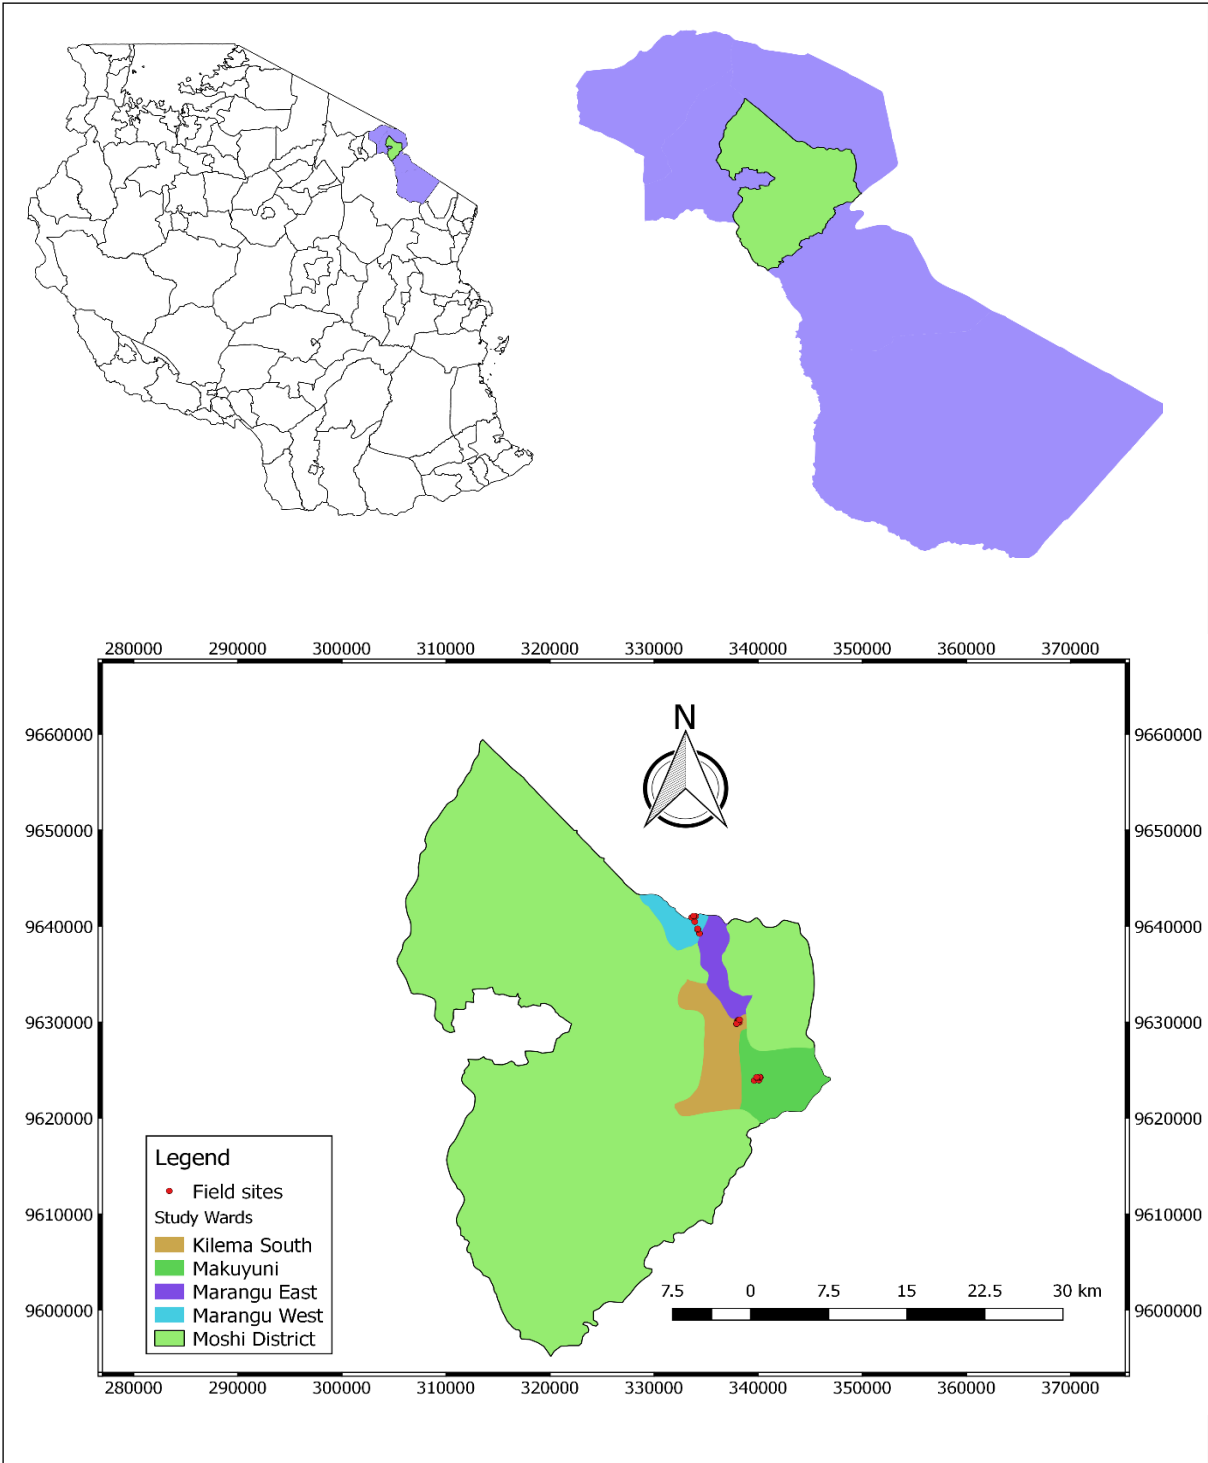 280000 290000 300000 310000 320000 330000 340000 350000 360000 370000
N
9660000 9660000
9650000 9650000
9640000 9640000
9630000 9630000
9620000 9620000
9610000 9610000
9600000 9600000
Legend
Field sites
Study Wards
Kilema South
Makuyuni
Marangu East
Marangu West
Moshi District
7.5 0 7.5 15 22.5 30 km
280000 290000 300000 310000 320000 330000 340000 350000 360000 370000